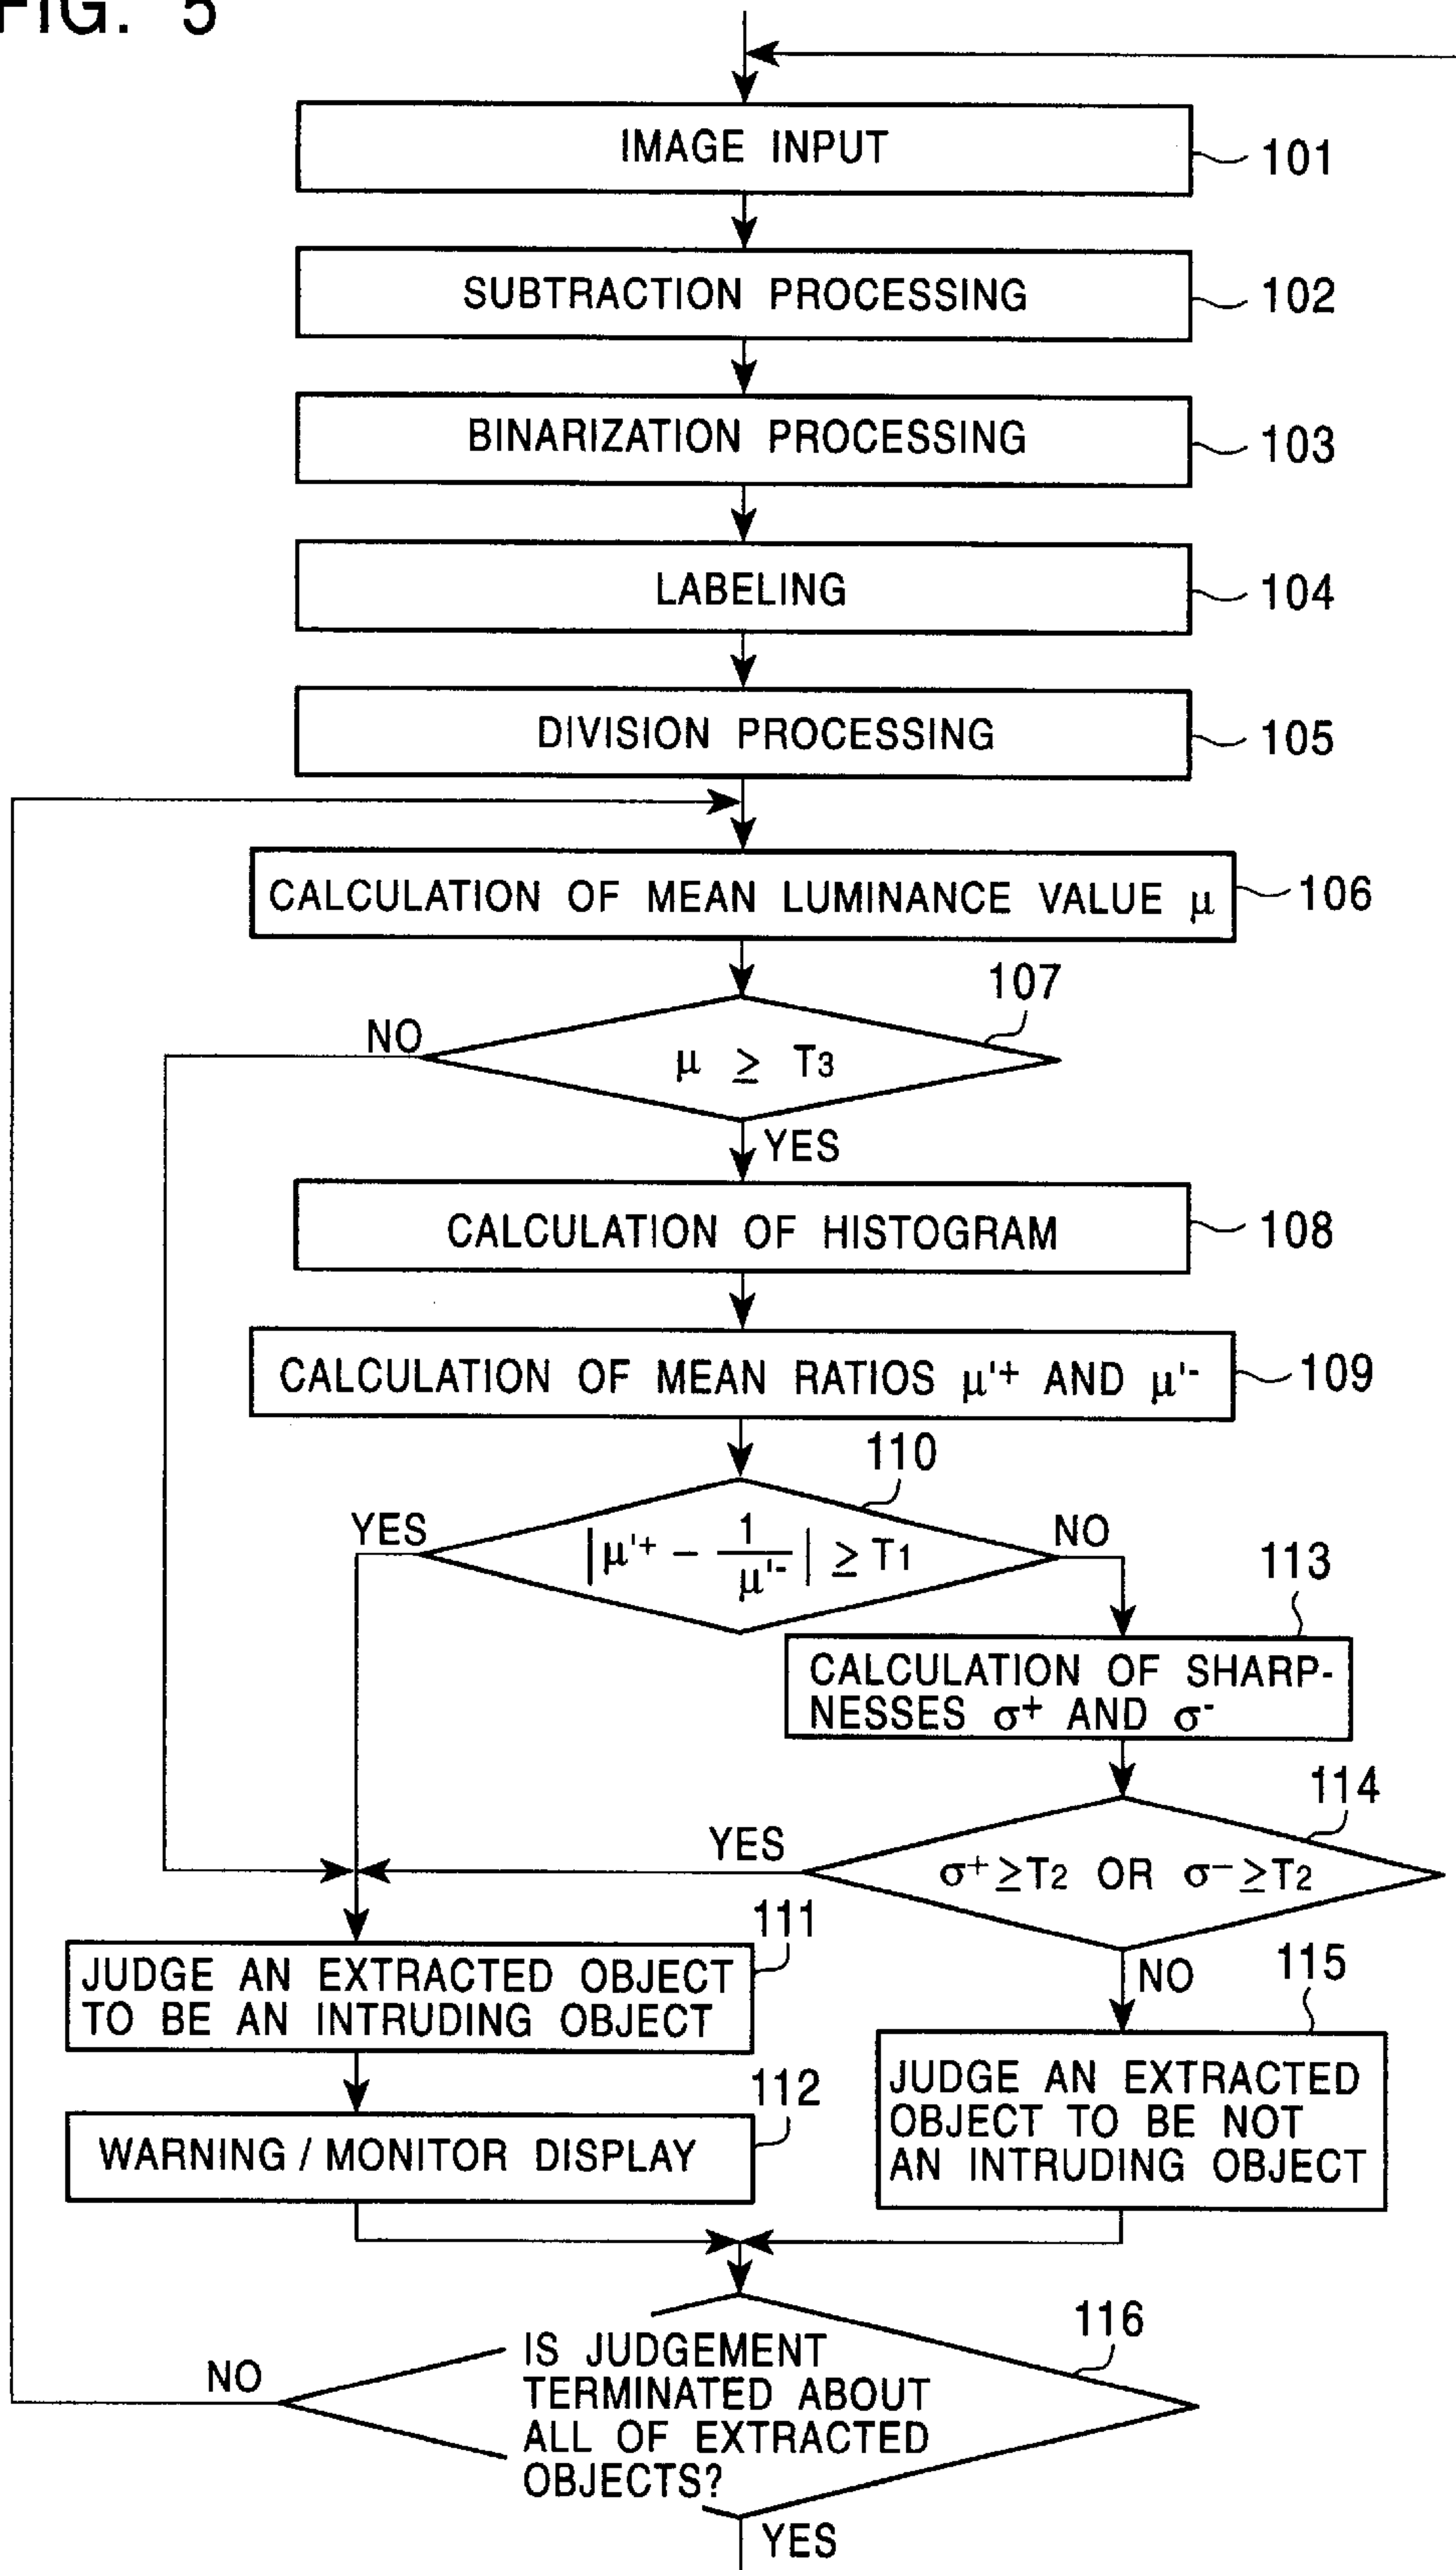 FIG. 5
IMAGE INPUT
101
SUBTRACTION PROCESSING
102
BINARIZATION PROCESSING
103
LABELING
104
DIVISION PROCESSING
105
CALCULATION OF MEAN LUMINANCE VALUE μ
106
107
NO
μ ≥ T3
YES
CALCULATION OF HISTOGRAM
108
CALCULATION OF MEAN RATIOS μ'+ AND μ'-
109
110
YES
|μ'+ − 1/μ'-| ≥ T1
NO
113
CALCULATION OF SHARP-
NESSES σ+ AND σ-
114
YES
σ+ ≥T2 OR σ− ≥T2
111
JUDGE AN EXTRACTED OBJECT
TO BE AN INTRUDING OBJECT
NO
115
112
WARNING / MONITOR DISPLAY
JUDGE AN EXTRACTED
OBJECT TO BE NOT
AN INTRUDING OBJECT
116
NO
IS JUDGEMENT
TERMINATED ABOUT
ALL OF EXTRACTED
OBJECTS?
YES